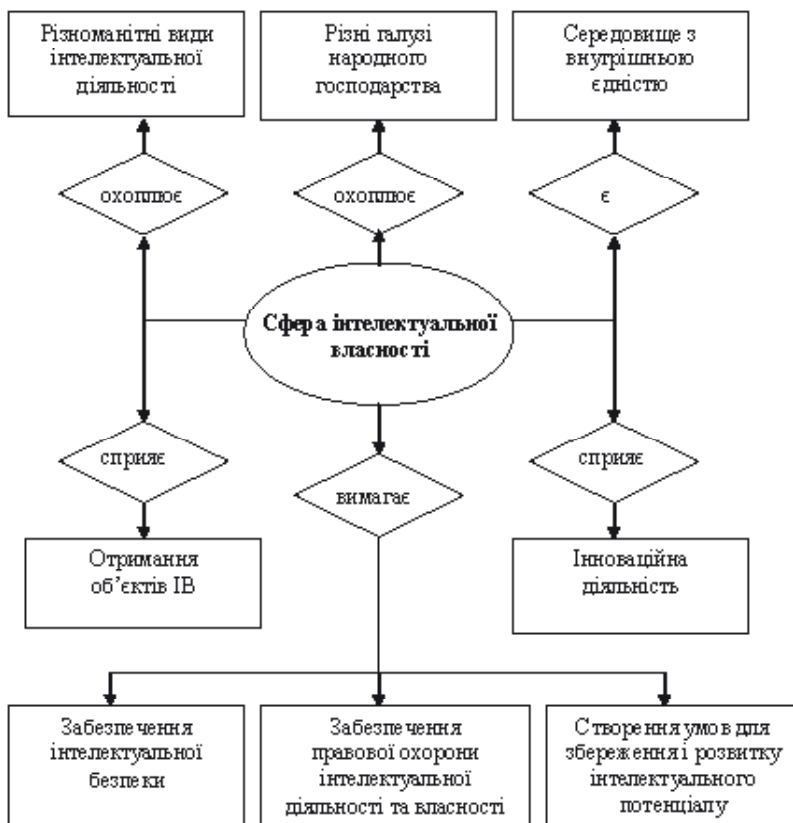 Різноманітні види
інтелектуальної
діяльності
Різні галузі
народного
господарства
Середовище з
внутрішньою
єдністю
охоплює
охоплює
є
Сфера інтелектуальної
власності
сприяє
вимагає
сприяє
Отримання
об’єктів ІВ
Інноваційна
діяльність
Забезпечення
інтелектуальної
безпеки
Забезпечення
правової охорони
інтелектуальної
діяльності та власності
Створення умов для
збереження і розвитку
інтелектуального
потенціалу